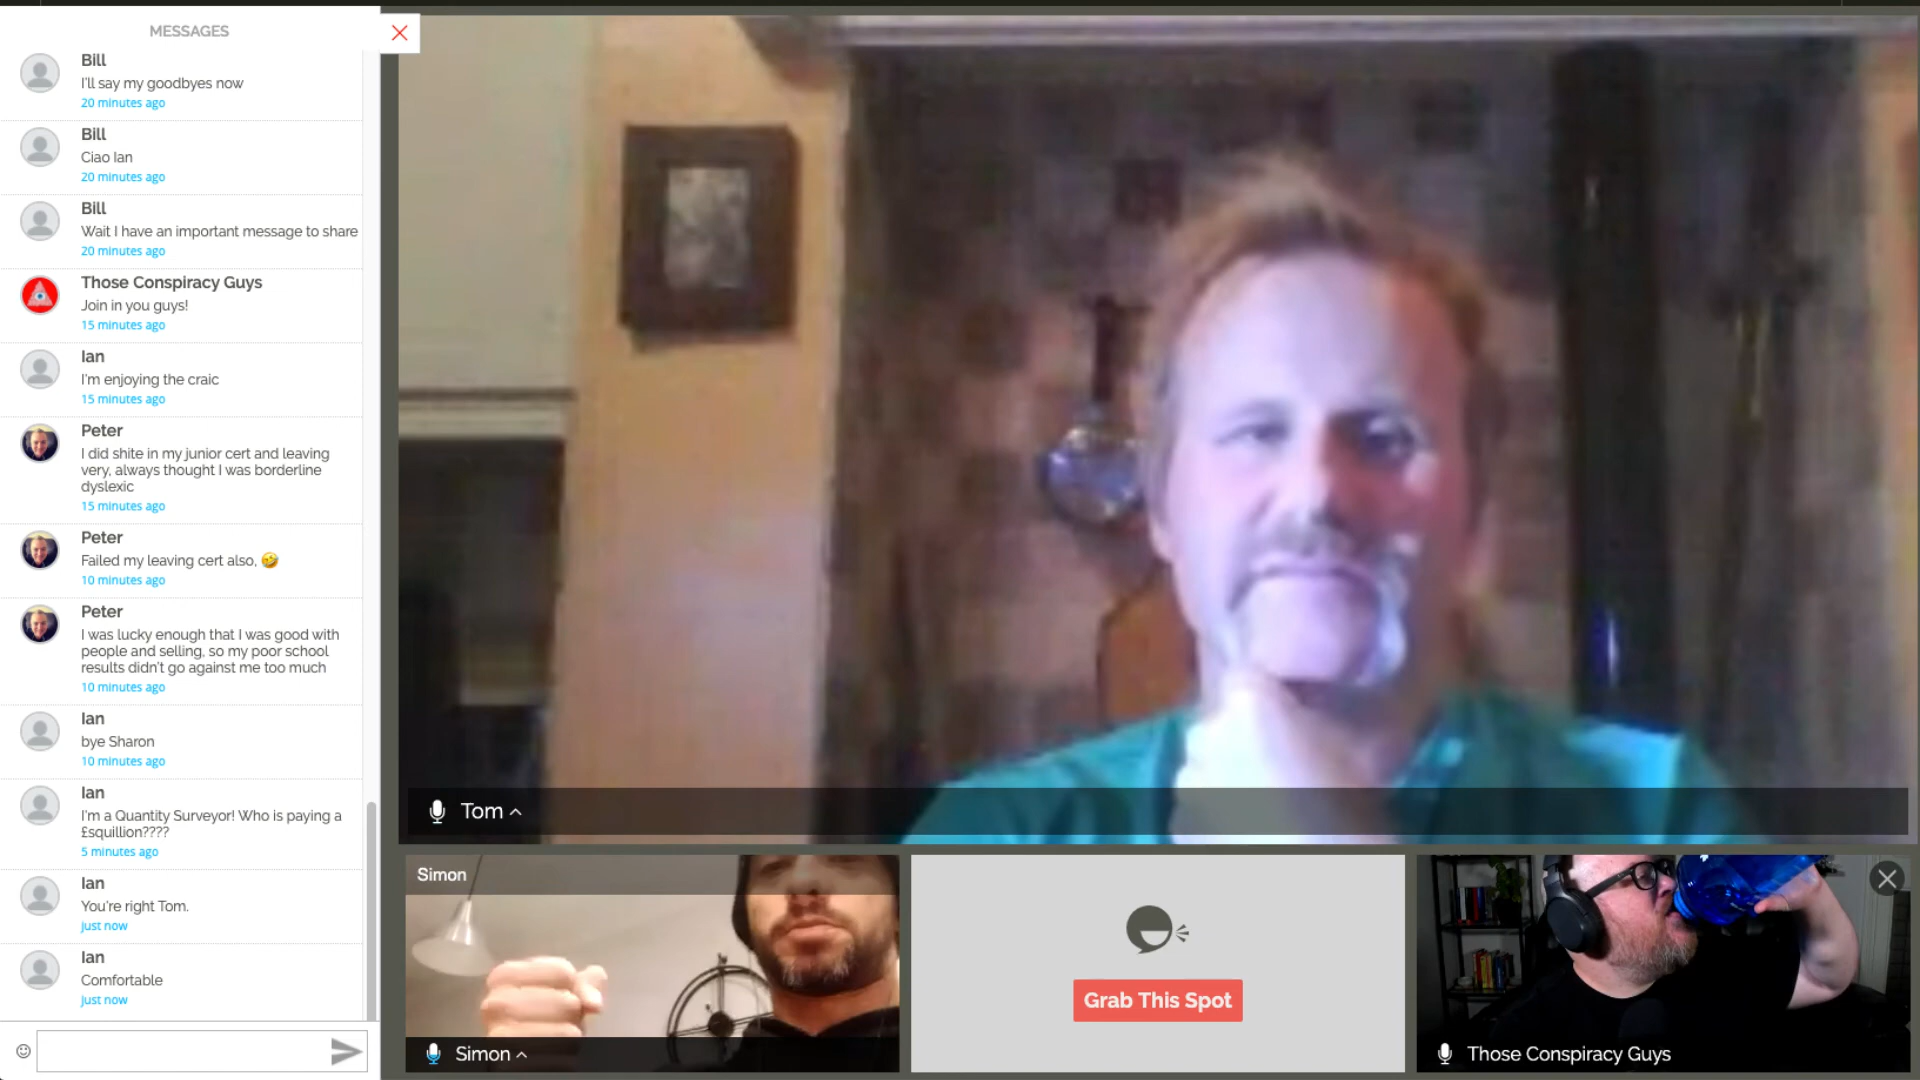 MESSAGES
Bill
I'll say my goodbyes now
20 minutes ago
Bill
Ciao Ian
20 minutes ago
Bill
Wait I have an important message to share
20 minutes ago
Those Conspiracy Guys
Join in you guys!
15 minutes ago
Ian
I'm enjoying the craic
15 minutes ago
Peter
I did shite in my junior cert and leaving
very, always thought I was borderline
dyslexic
15 minutes ago
Peter
Failed my leaving cert also, 🤣
10 minutes ago
Peter
I was lucky enough that I was good with
people and selling, so my poor school
results didn't go against me too much
10 minutes ago
Ian
bye Sharon
10 minutes ago
Ian
I'm a Quantity Surveyor! Who is paying a
£squillion????
5 minutes ago
Ian
You're right Tom.
just now
Ian
Comfortable
just now
Tom
Simon
Simon
Grab This Spot
Those Conspiracy Guys